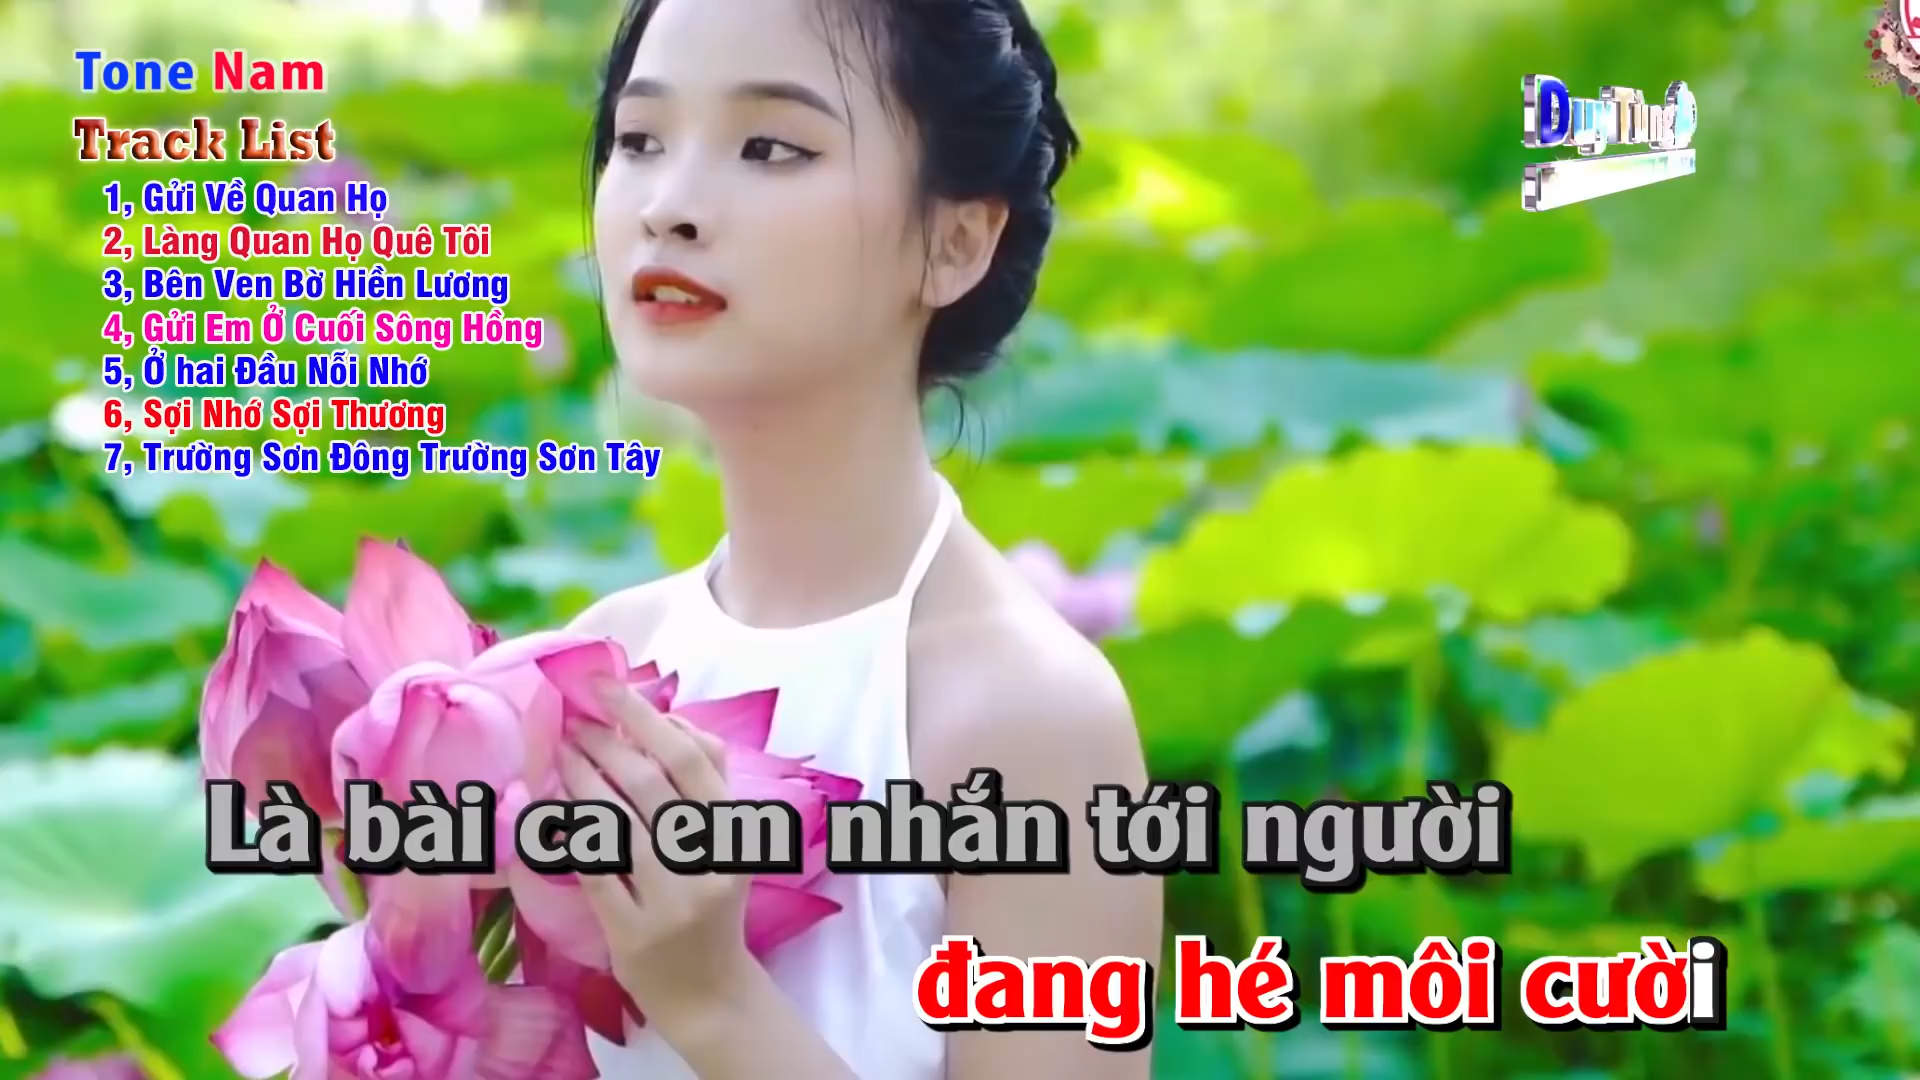 Tone Nam
Track List
1, Gửi Về Quan Họ
2, Làng Quan Họ Quê Tôi
3, Bên Ven Bờ Hiền Lương
4, Gửi Em Ở Cuối Sông Hồng
5, Ở hai Đầu Nỗi Nhớ
6, Sợi Nhớ Sợi Thương
7, Trường Sơn Đông Trường Sơn Tây
Duy Tùng
Là bài ca em nhắn tới người
đang hé môi cười